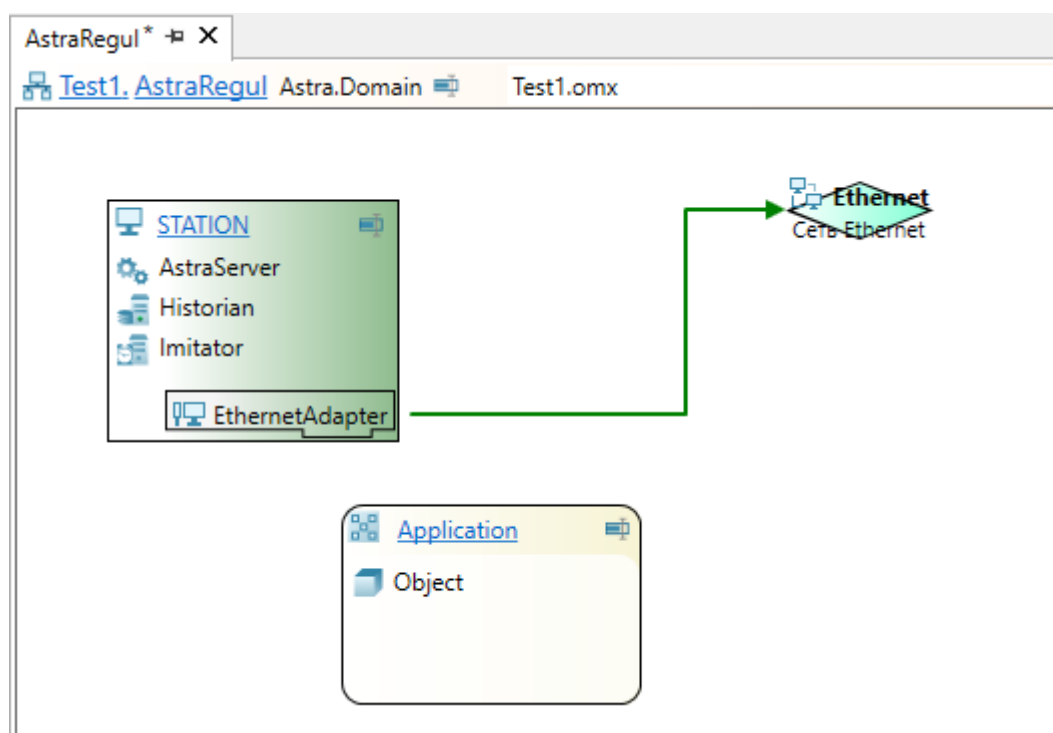 AstraRegul*
Test1. AstraRegul Astra.Domain Test1.omx
Ethernet
Сеть Ethernet
STATION
AstraServer
Historian
Imitator
EthernetAdapter
Application
Object